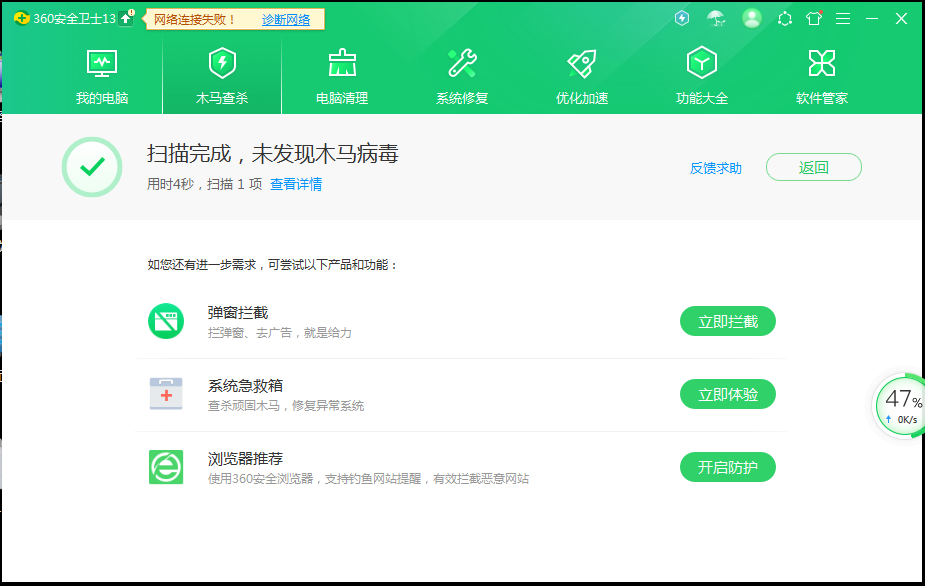 360安全卫士13
网络连接失败！ 诊断网络
我的电脑 木马查杀 电脑清理 系统修复 优化加速 功能大全 软件管家
扫描完成，未发现木马病毒
用时4秒，扫描 1 项 查看详情
反馈求助 返回
如您还有进一步需求，可尝试以下产品和功能：
弹窗拦截
拦弹窗、去广告，就是给力
立即拦截
系统急救箱
查杀顽固木马，修复异常系统
立即体验
浏览器推荐
使用360安全浏览器，支持钓鱼网站提醒，有效拦截恶意网站
开启防护
47%
0K/s